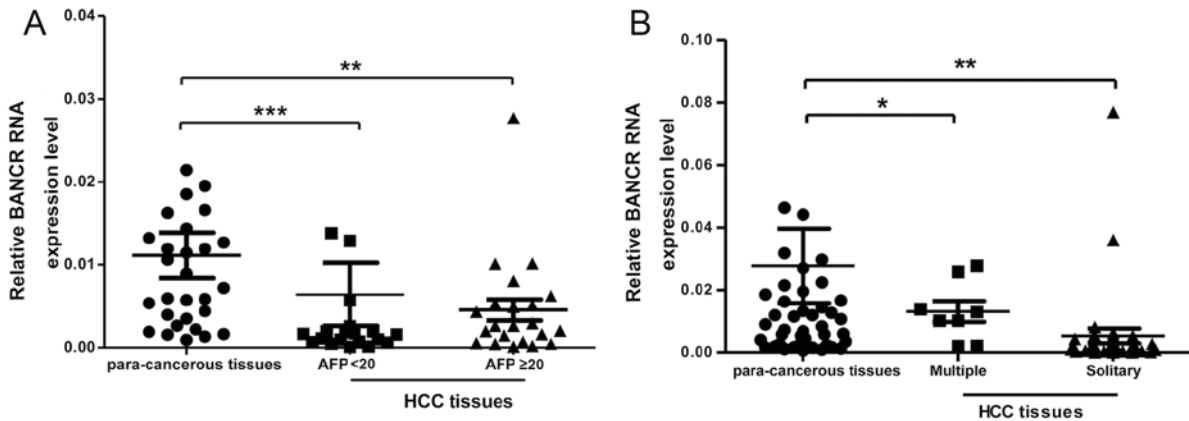 A
Relative BANCR RNA
expression level
0.04
0.03
0.02
0.01
0.00
**
***
para-cancerous tissues
AFP<20
AFP ≥20
HCC tissues
B
Relative BANCR RNA
expression level
0.10
0.08
0.06
0.04
0.02
0.00
**
*
para-cancerous tissues
Multiple
Solitary
HCC tissues